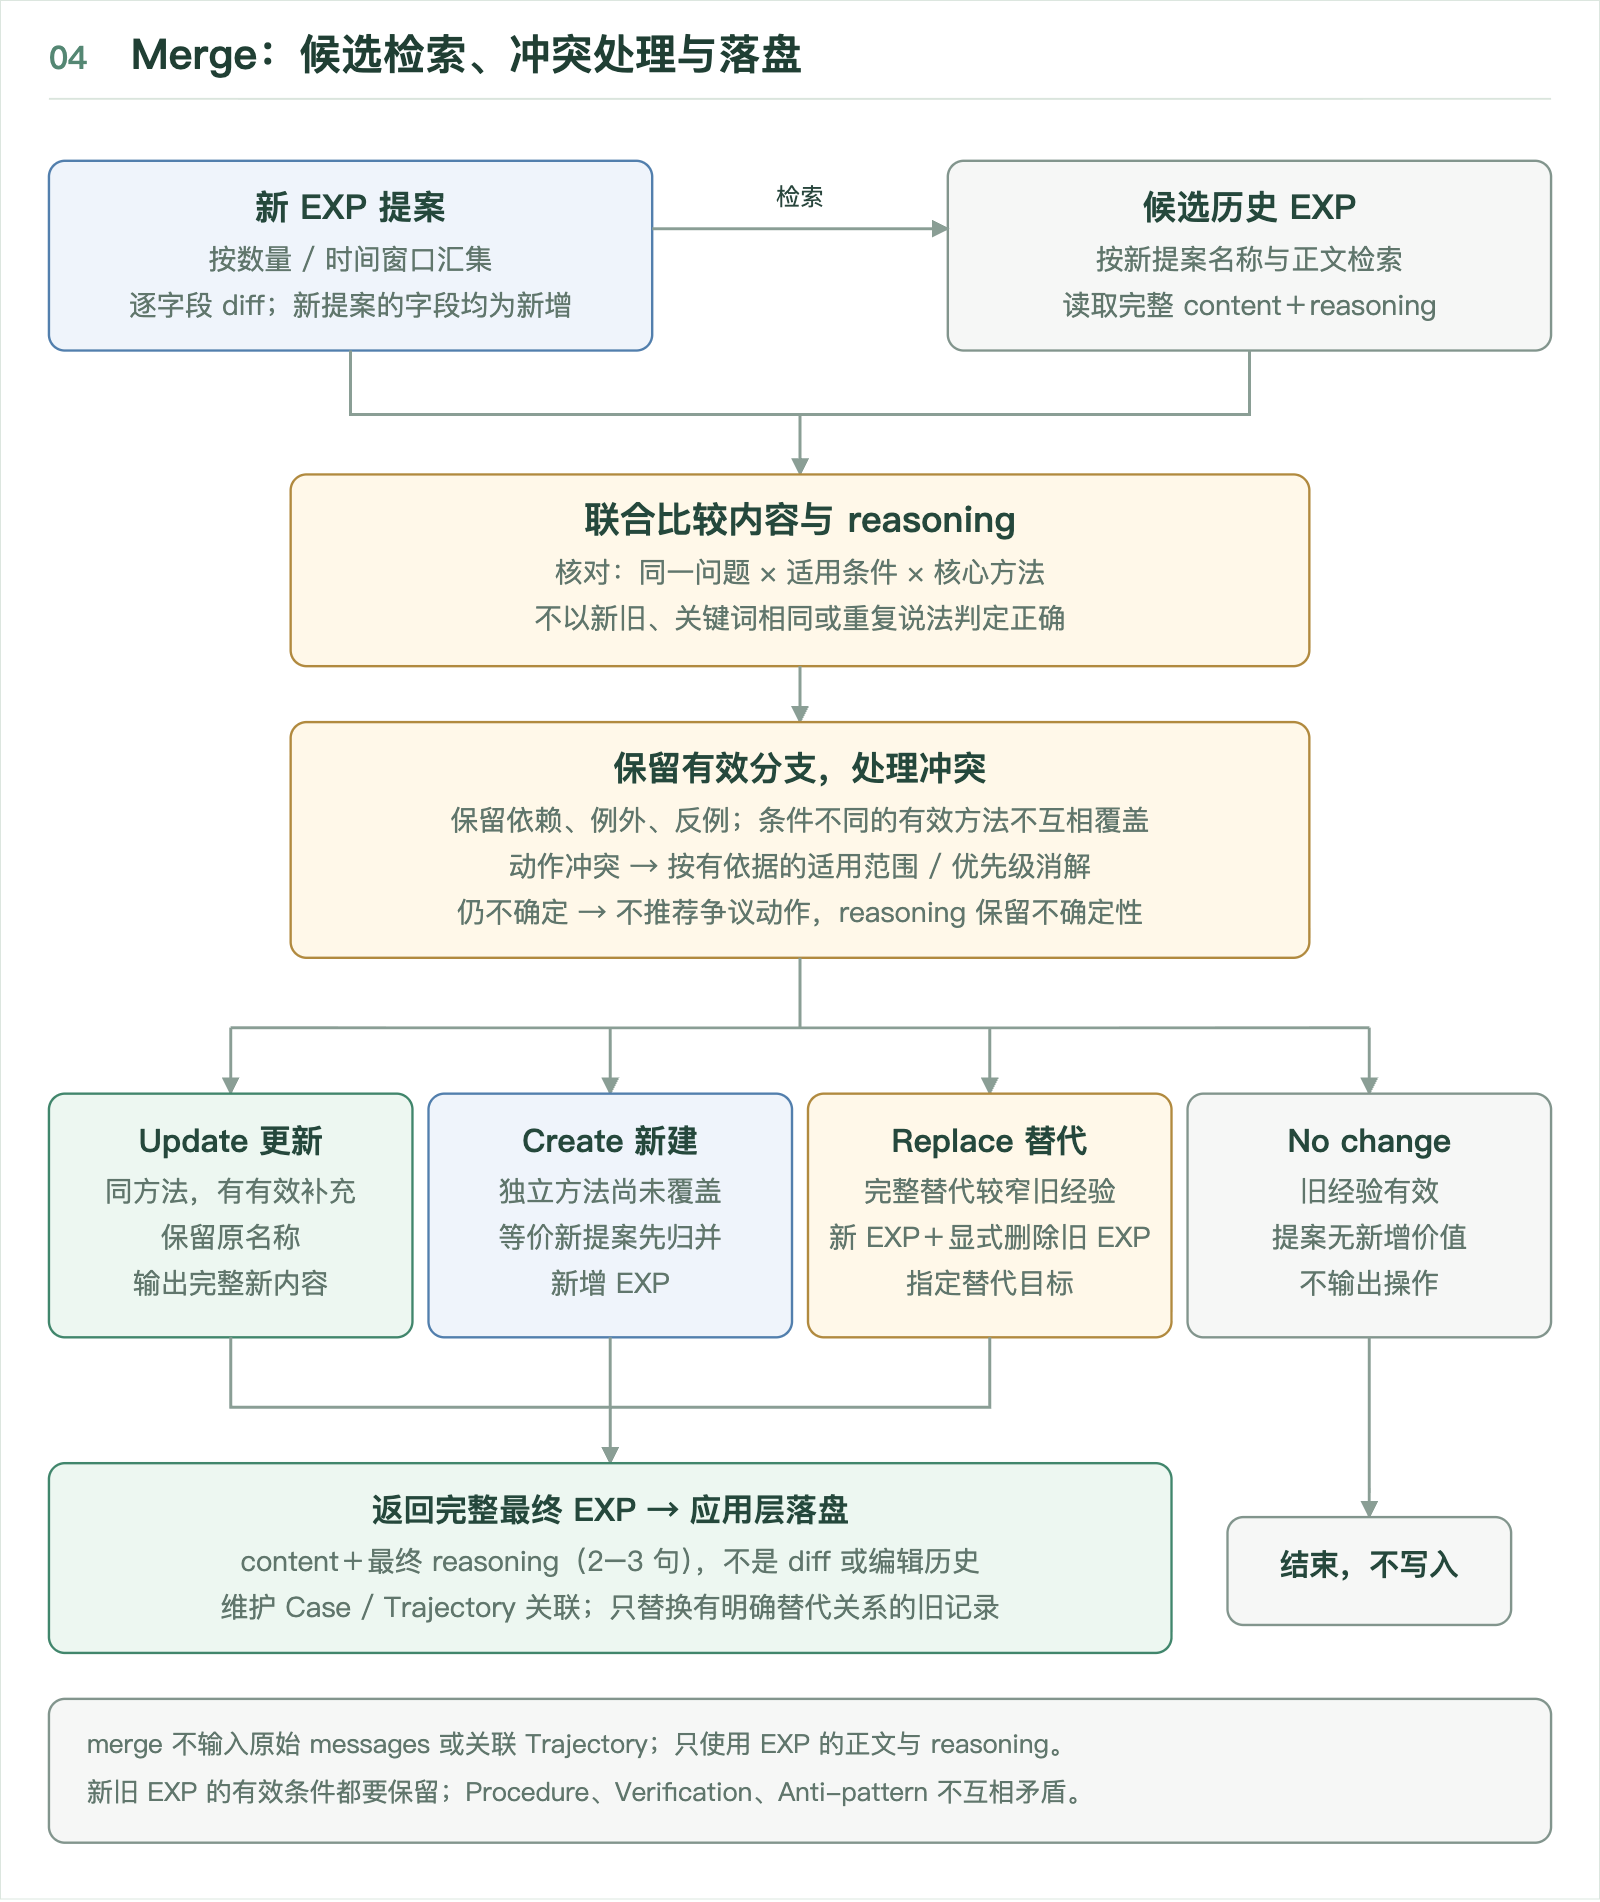 04 Merge：候选检索、冲突处理与落盘
新 EXP 提案
按数量 / 时间窗口汇集
逐字段 diff；新提案的字段均为新增
检索
候选历史 EXP
按新提案名称与正文检索
读取完整 content＋reasoning
联合比较内容与 reasoning
核对：同一问题 × 适用条件 × 核心方法
不以新旧、关键词相同或重复说法判定正确
保留有效分支，处理冲突
保留依赖、例外、反例；条件不同的有效方法不互相覆盖
动作冲突 → 按有依据的适用范围 / 优先级消解
仍不确定 → 不推荐争议动作，reasoning 保留不确定性
Update 更新
同方法，有有效补充
保留原名称
输出完整新内容
Create 新建
独立方法尚未覆盖
等价新提案先归并
新增 EXP
Replace 替代
完整替代较窄旧经验
新 EXP＋显式删除旧 EXP
指定替代目标
No change
旧经验有效
提案无新增价值
不输出操作
返回完整最终 EXP → 应用层落盘
content＋最终 reasoning（2–3 句），不是 diff 或编辑历史
维护 Case / Trajectory 关联；只替换有明确替代关系的旧记录
结束，不写入
merge 不输入原始 messages 或关联 Trajectory；只使用 EXP 的正文与 reasoning。
新旧 EXP 的有效条件都要保留；Procedure、Verification、Anti-pattern 不互相矛盾。